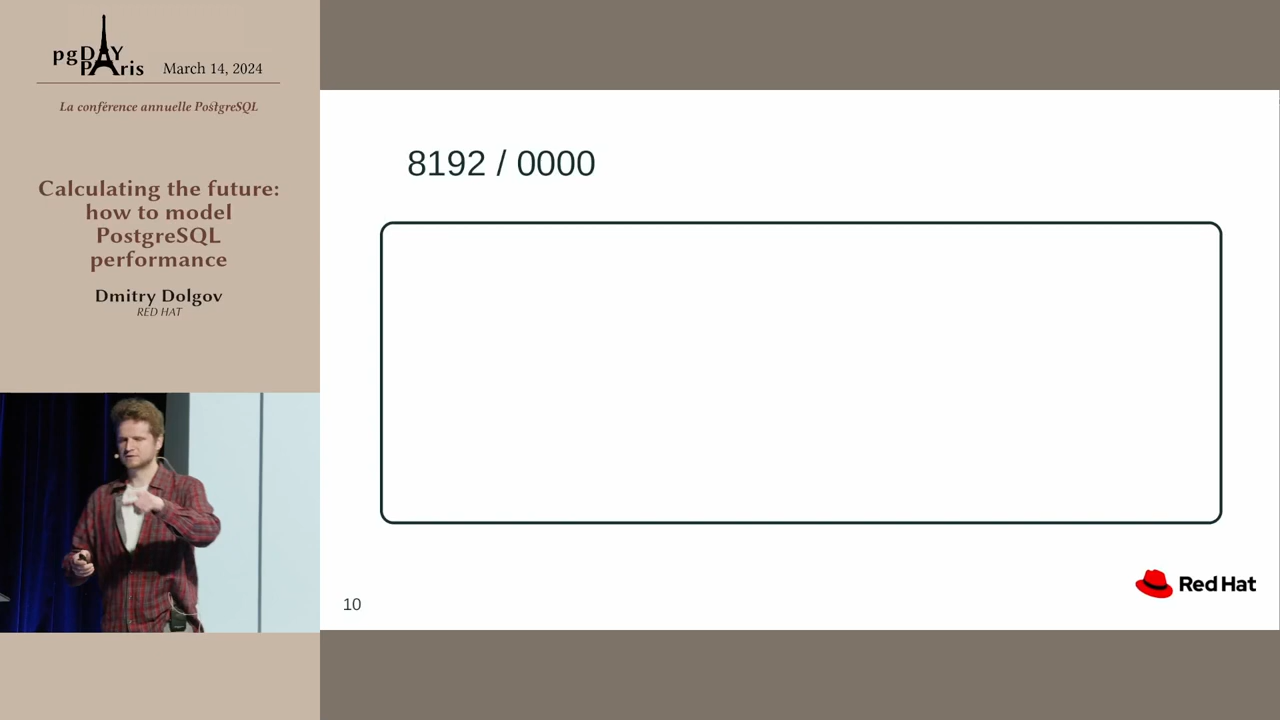 pgDAY
PAris
March 14, 2024
La conférence annuelle PostgreSQL
Calculating the future:
how to model
PostgreSQL
performance
Dmitry Dolgov
RED HAT
8192 / 0000
10
Red Hat